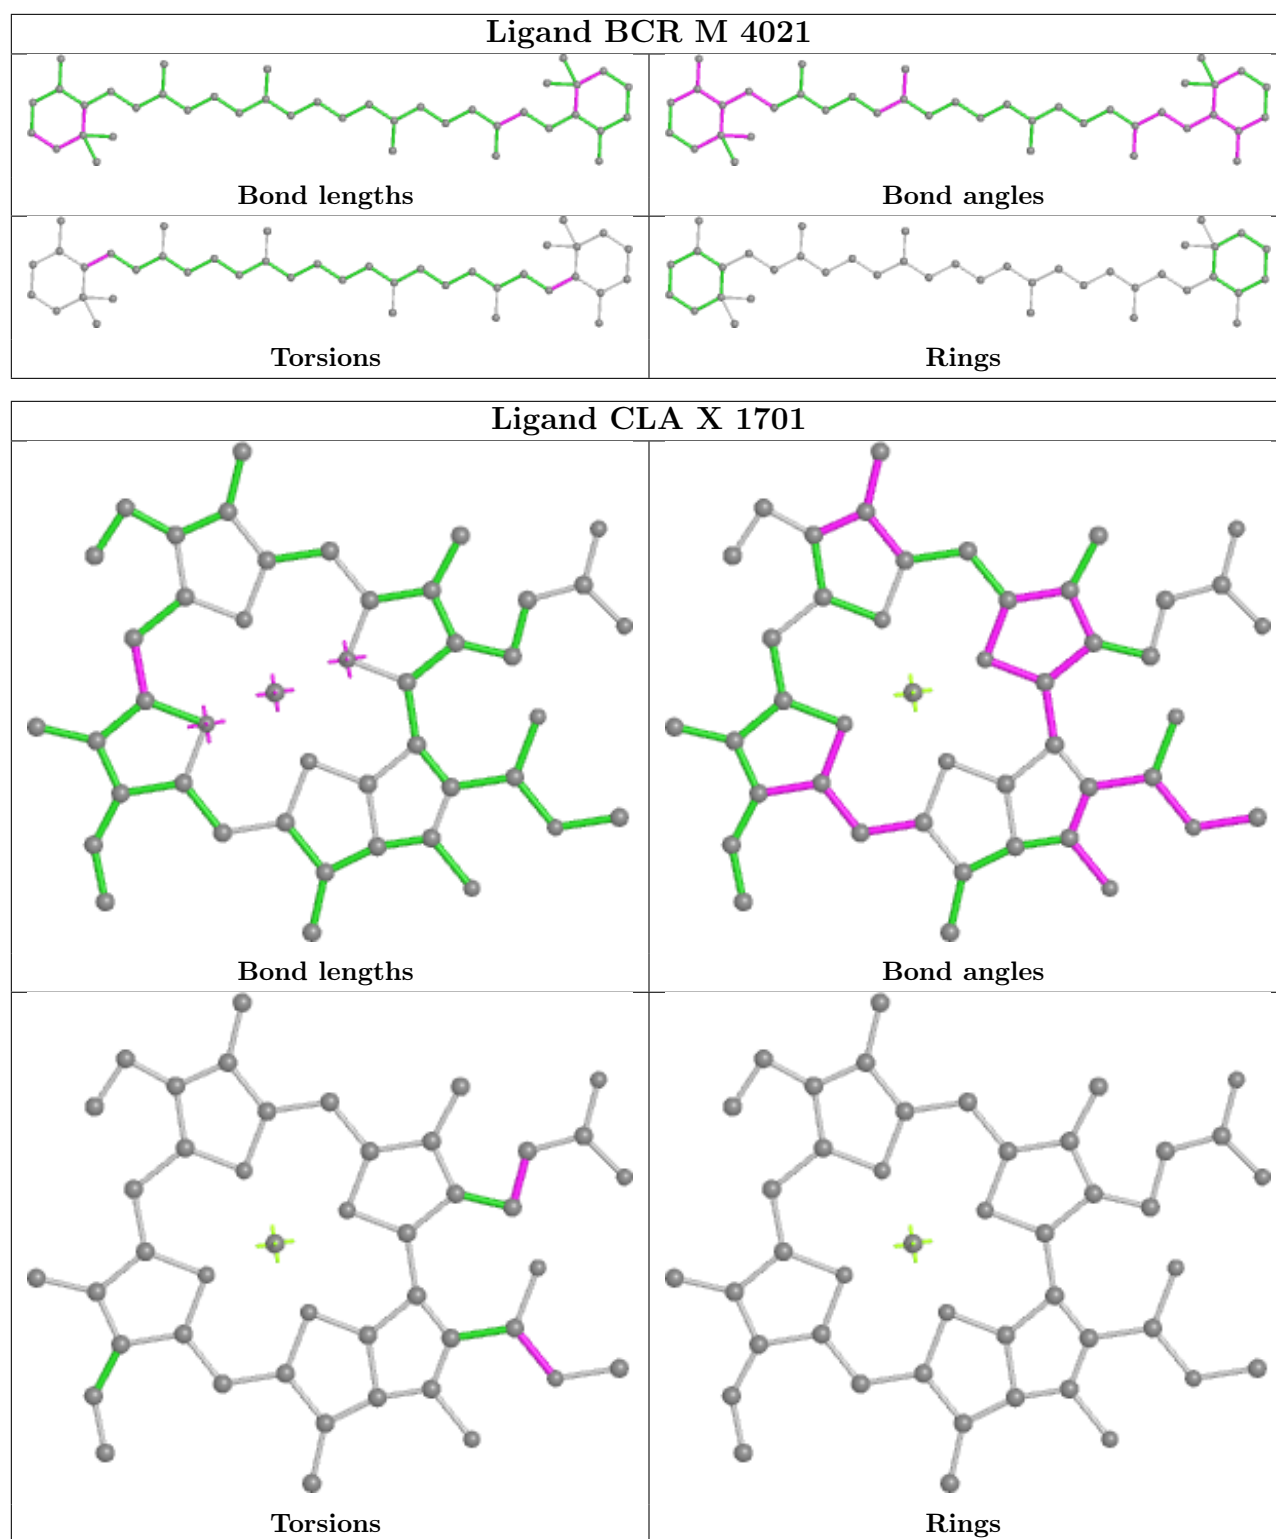 Ligand BCR M 4021
Bond lengths
Bond angles
Torsions
Rings
Ligand CLA X 1701
Bond lengths
Bond angles
Torsions
Rings